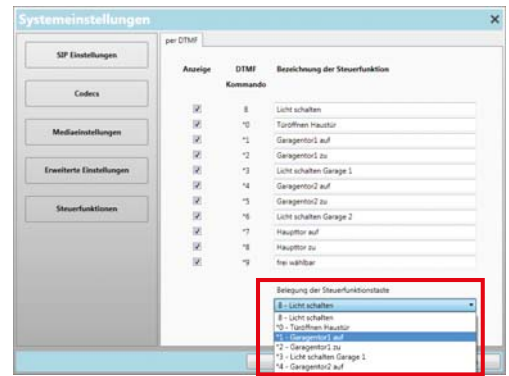 Systemeinstellungen
SIP Einstellungen
Codecs
Mediaeinstellungen
Erweiterte Einstellungen
Steuerfunktionen
per DTMF
Anzeige DTMF Kommando Bezeichnung der Steuerfunktion
8 Licht schalten
*0 Türöffnen Haustür
*1 Garagentor1 auf
*2 Garagentor1 zu
*3 Licht schalten Garage 1
*4 Garagentor2 auf
*5 Garagentor2 zu
*6 Licht schalten Garage 2
*7 Haupttor auf
*8 Haupttor zu
*9 frei wählbar
Belegung der Steuerfunktionstaste
8 - Licht schalten
8 - Licht schalten
*0 - Türöffnen Haustür
*1 - Garagentor1 auf
*2 - Garagentor1 zu
*3 - Licht schalten Garage 1
*4 - Garagentor2 auf